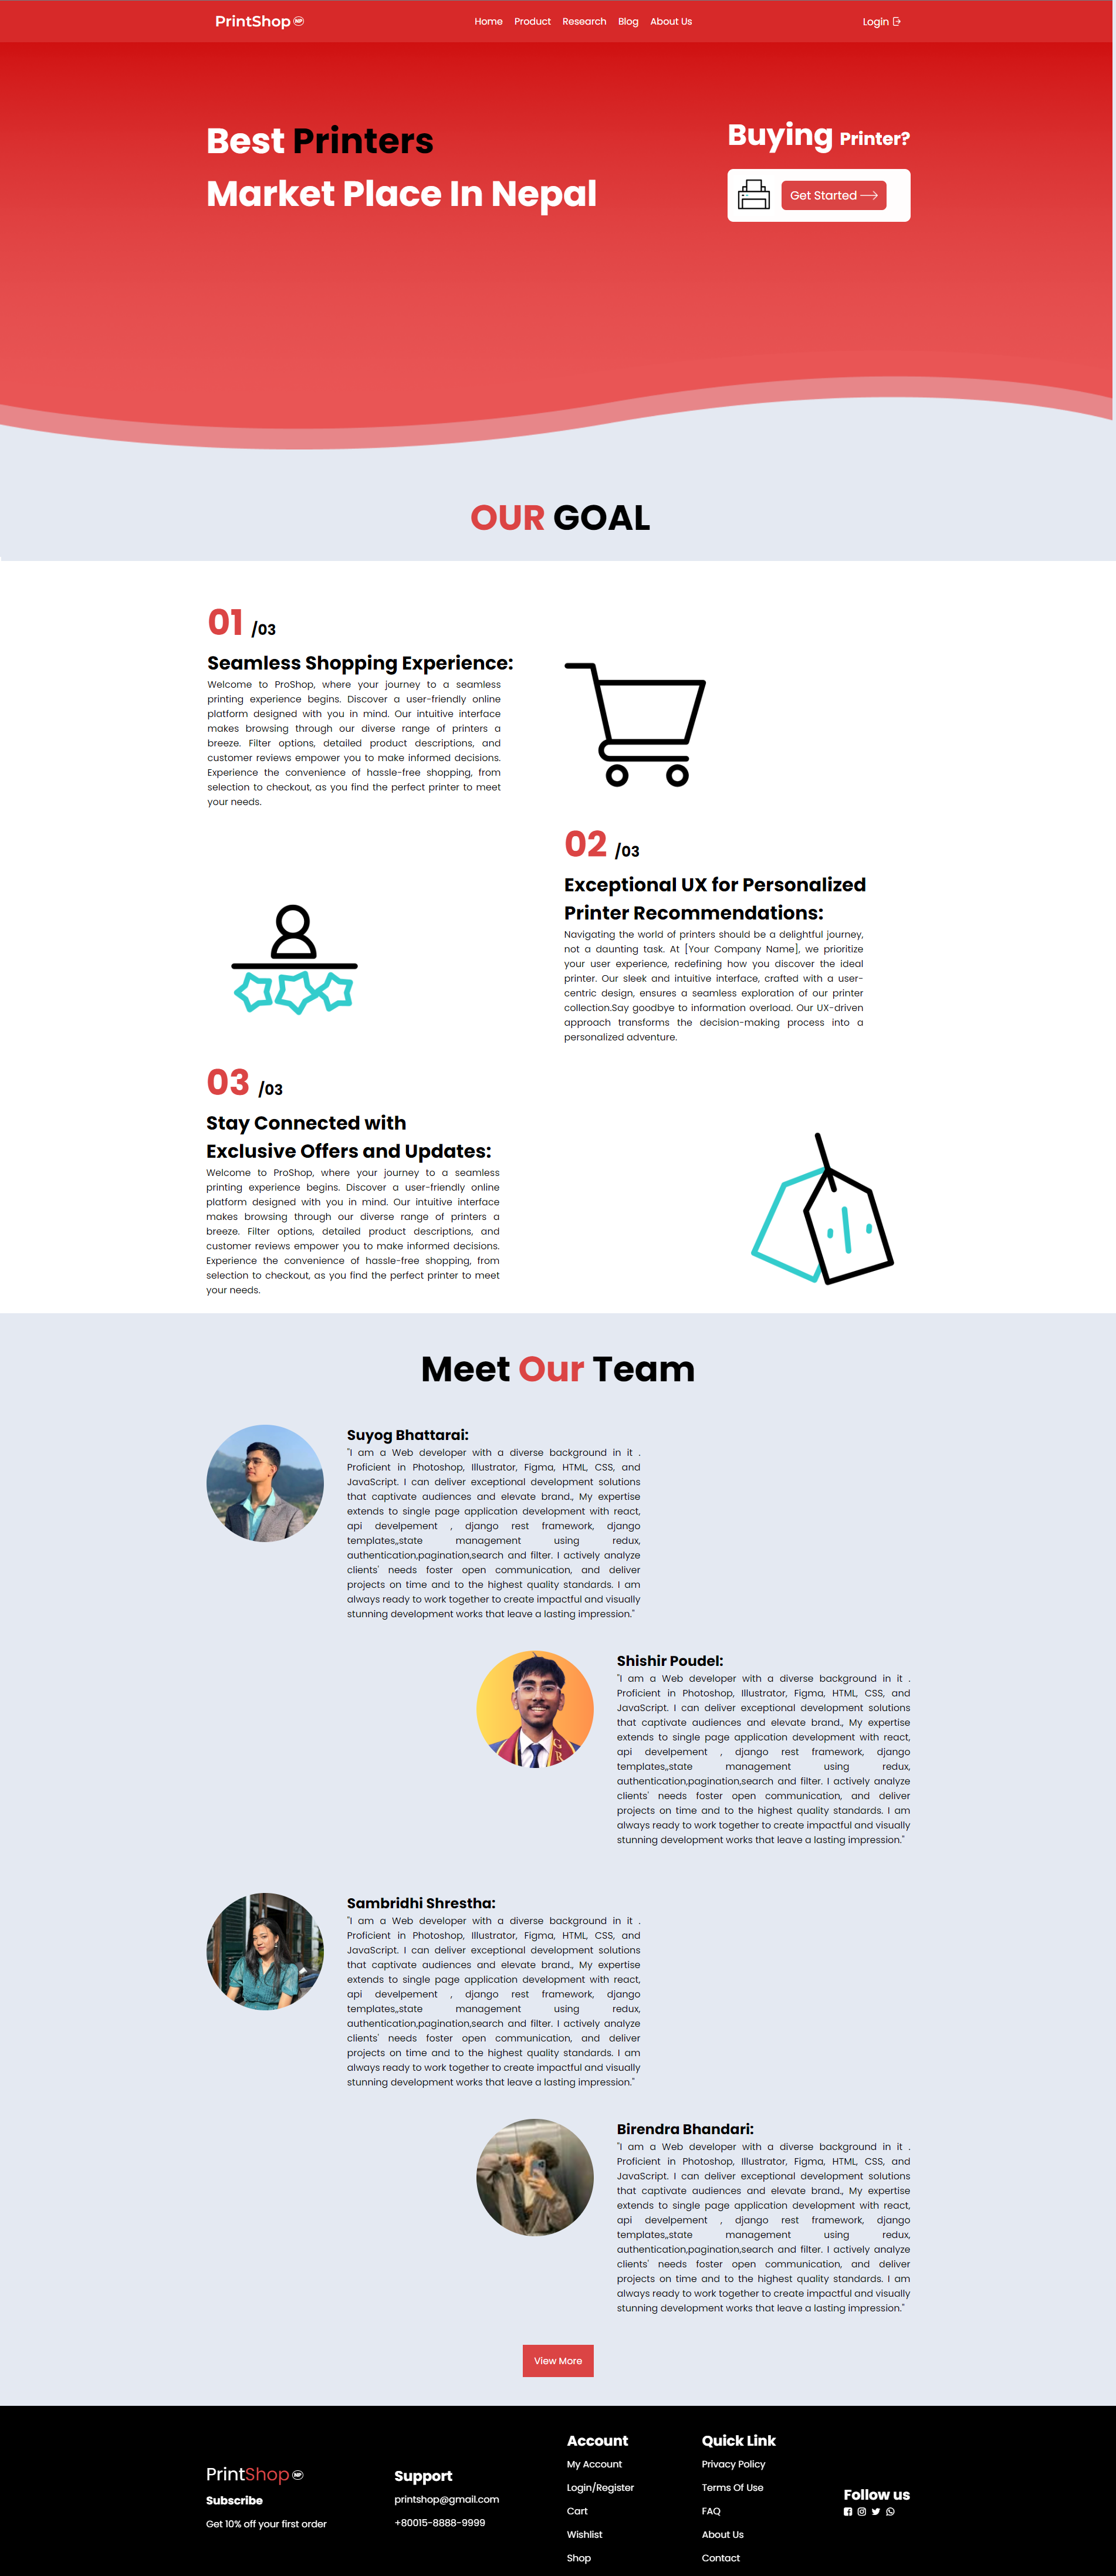 PrintShop NP
Home Product Research Blog About Us
Login
Best Printers
Market Place In Nepal
Buying Printer?
Get Started
OUR GOAL
01 /03
Seamless Shopping Experience:
Welcome to ProShop, where your journey to a seamless
printing experience begins. Discover a user-friendly online
platform designed with you in mind. Our intuitive interface
makes browsing through our diverse range of printers a
breeze. Filter options, detailed product descriptions, and
customer reviews empower you to make informed decisions.
Experience the convenience of hassle-free shopping, from
selection to checkout, as you find the perfect printer to meet
your needs.
02 /03
Exceptional UX for Personalized
Printer Recommendations:
Navigating the world of printers should be a delightful journey,
not a daunting task. At [Your Company Name], we prioritize
your user experience, redefining how you discover the ideal
printer. Our sleek and intuitive interface, crafted with a user-
centric design, ensures a seamless exploration of our printer
collection.Say goodbye to information overload. Our UX-driven
approach transforms the decision-making process into a
personalized adventure.
03 /03
Stay Connected with
Exclusive Offers and Updates:
Welcome to ProShop, where your journey to a seamless
printing experience begins. Discover a user-friendly online
platform designed with you in mind. Our intuitive interface
makes browsing through our diverse range of printers a
breeze. Filter options, detailed product descriptions, and
customer reviews empower you to make informed decisions.
Experience the convenience of hassle-free shopping, from
selection to checkout, as you find the perfect printer to meet
your needs.
Meet Our Team
Suyog Bhattarai:
"I am a Web developer with a diverse background in it .
Proficient in Photoshop, Illustrator, Figma, HTML, CSS, and
JavaScript. I can deliver exceptional development solutions
that captivate audiences and elevate brand., My expertise
extends to single page application development with react,
api develpement , django rest framework, django
templates,,state management using redux,
authentication,pagination,search and filter. I actively analyze
clients' needs foster open communication, and deliver
projects on time and to the highest quality standards. I am
always ready to work together to create impactful and visually
stunning development works that leave a lasting impression."
Shishir Poudel:
"I am a Web developer with a diverse background in it .
Proficient in Photoshop, Illustrator, Figma, HTML, CSS, and
JavaScript. I can deliver exceptional development solutions
that captivate audiences and elevate brand., My expertise
extends to single page application development with react,
api develpement , django rest framework, django
templates,,state management using redux,
authentication,pagination,search and filter. I actively analyze
clients' needs foster open communication, and deliver
projects on time and to the highest quality standards. I am
always ready to work together to create impactful and visually
stunning development works that leave a lasting impression."
Sambridhi Shrestha:
"I am a Web developer with a diverse background in it .
Proficient in Photoshop, Illustrator, Figma, HTML, CSS, and
JavaScript. I can deliver exceptional development solutions
that captivate audiences and elevate brand., My expertise
extends to single page application development with react,
api develpement , django rest framework, django
templates,,state management using redux,
authentication,pagination,search and filter. I actively analyze
clients' needs foster open communication, and deliver
projects on time and to the highest quality standards. I am
always ready to work together to create impactful and visually
stunning development works that leave a lasting impression."
Birendra Bhandari:
"I am a Web developer with a diverse background in it .
Proficient in Photoshop, Illustrator, Figma, HTML, CSS, and
JavaScript. I can deliver exceptional development solutions
that captivate audiences and elevate brand., My expertise
extends to single page application development with react,
api develpement , django rest framework, django
templates,,state management using redux,
authentication,pagination,search and filter. I actively analyze
clients' needs foster open communication, and deliver
projects on time and to the highest quality standards. I am
always ready to work together to create impactful and visually
stunning development works that leave a lasting impression."
View More
PrintShop NP
Subscribe
Get 10% off your first order
Support
printshop@gmail.com
+80015-8888-9999
Account
My Account
Login/Register
Cart
Wishlist
Shop
Quick Link
Privacy Policy
Terms Of Use
FAQ
About Us
Contact
Follow us